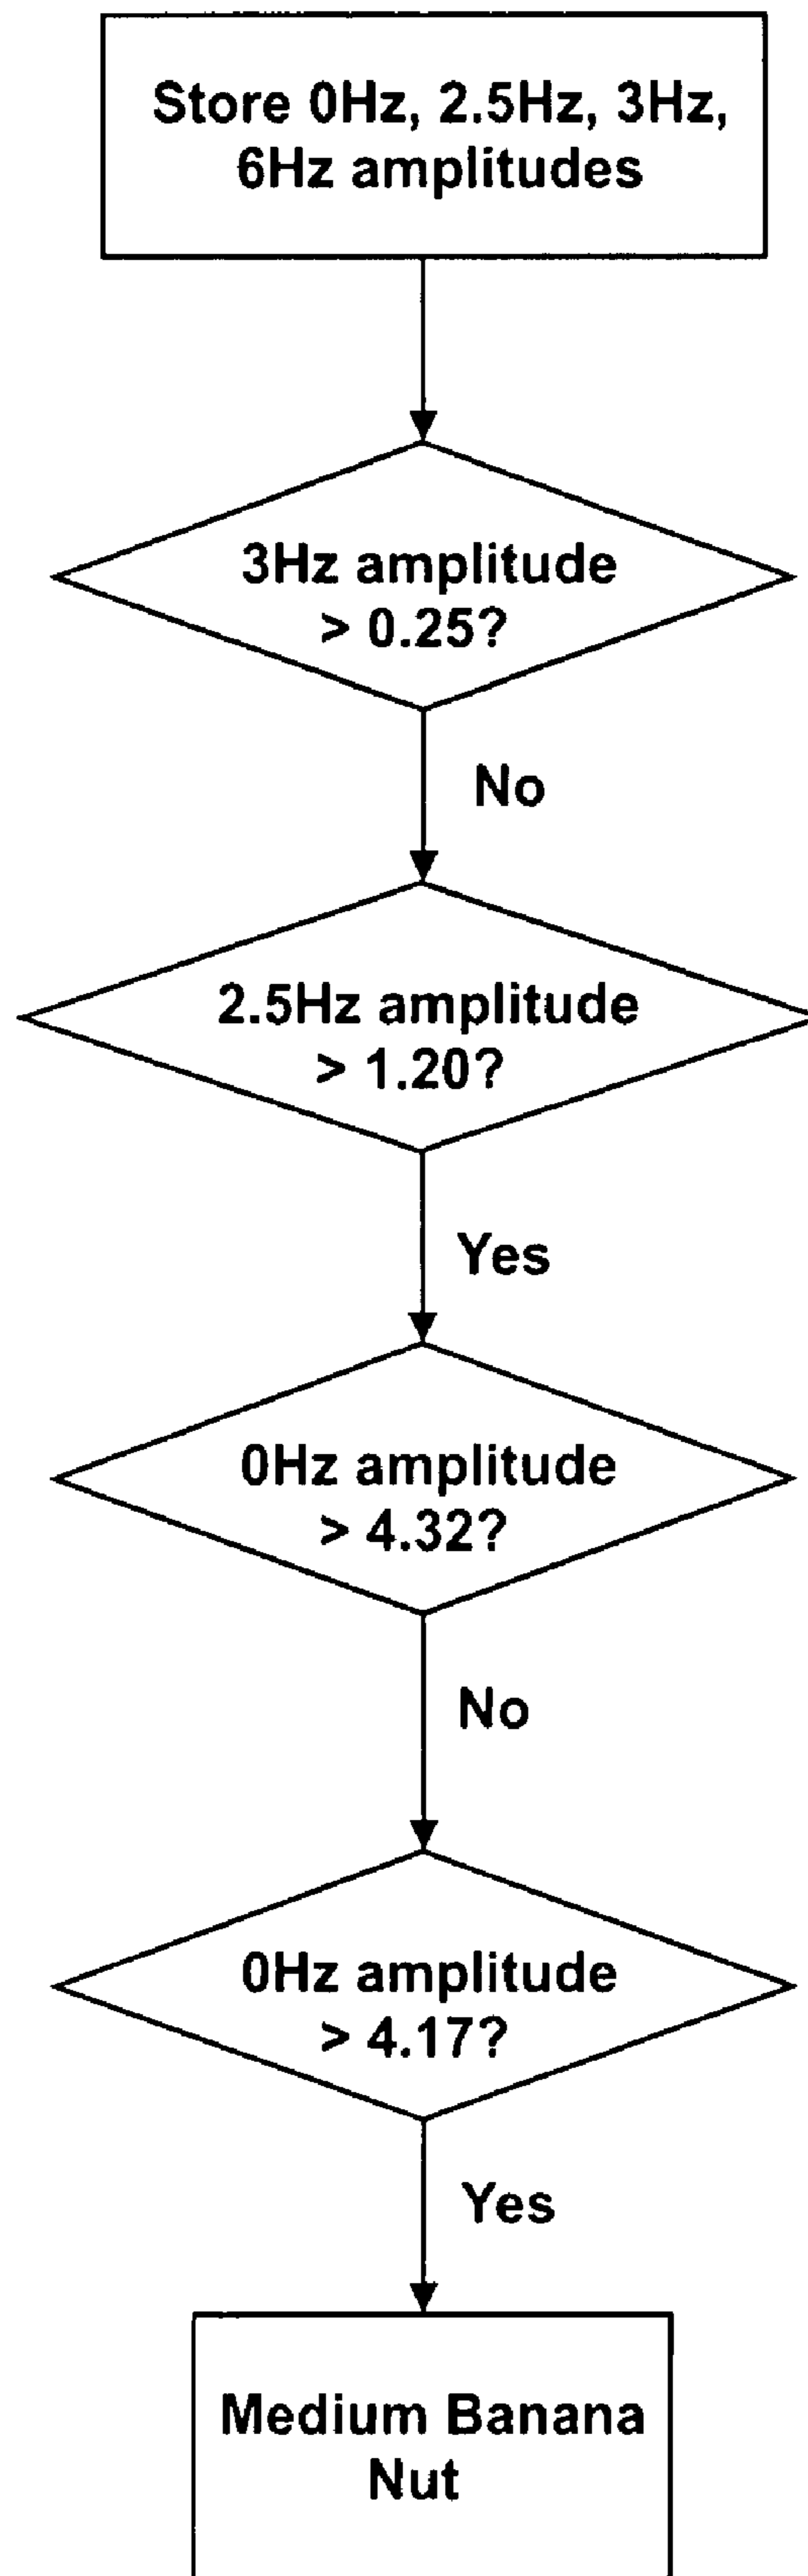 Store 0Hz, 2.5Hz, 3Hz,
6Hz amplitudes
3Hz amplitude
> 0.25?
No
2.5Hz amplitude
> 1.20?
Yes
0Hz amplitude
> 4.32?
No
0Hz amplitude
> 4.17?
Yes
Medium Banana
Nut